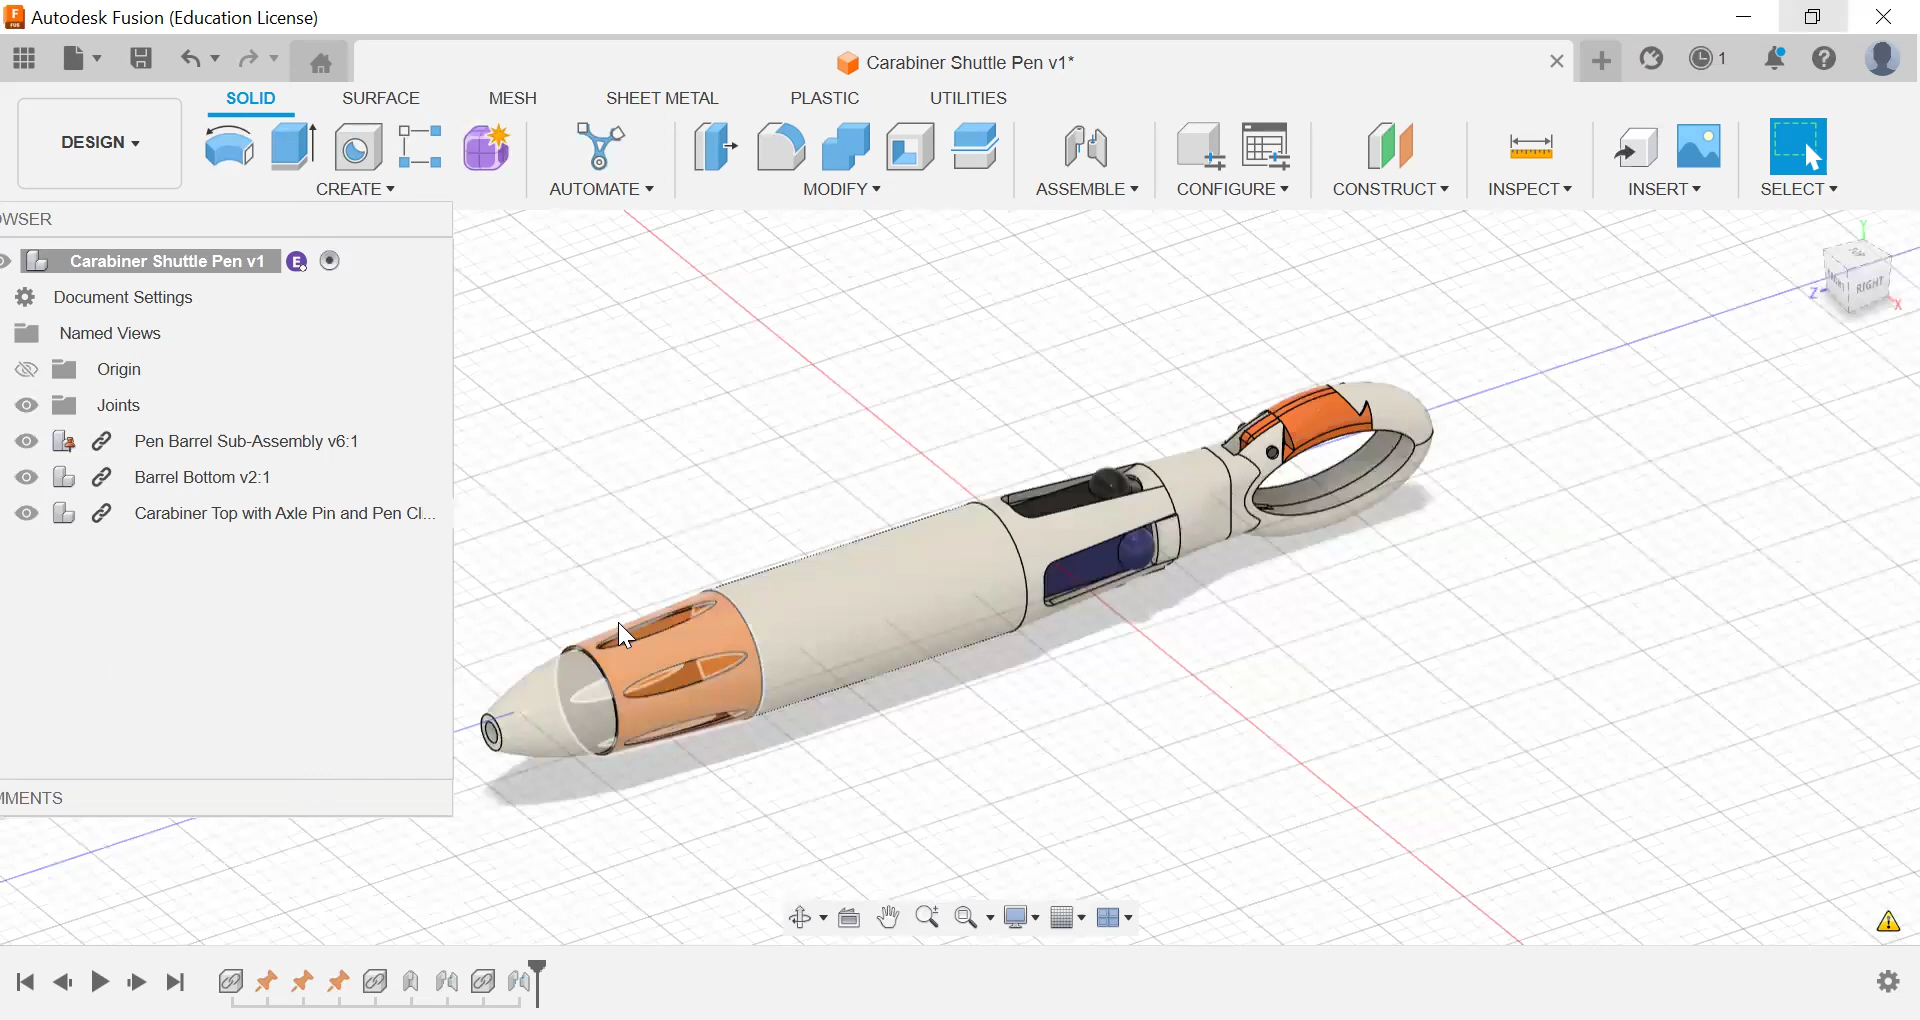 Autodesk Fusion (Education License)
Carabiner Shuttle Pen v1*
1
SOLID SURFACE MESH SHEET METAL PLASTIC UTILITIES
DESIGN
CREATE AUTOMATE MODIFY ASSEMBLE CONFIGURE CONSTRUCT INSPECT INSERT SELECT
OWSER
Carabiner Shuttle Pen v1 E
Document Settings
Named Views
Origin
Joints
Pen Barrel Sub-Assembly v6:1
Barrel Bottom v2:1
Carabiner Top with Axle Pin and Pen Cl...
MMENTS
Y
RIGHT
Z
X